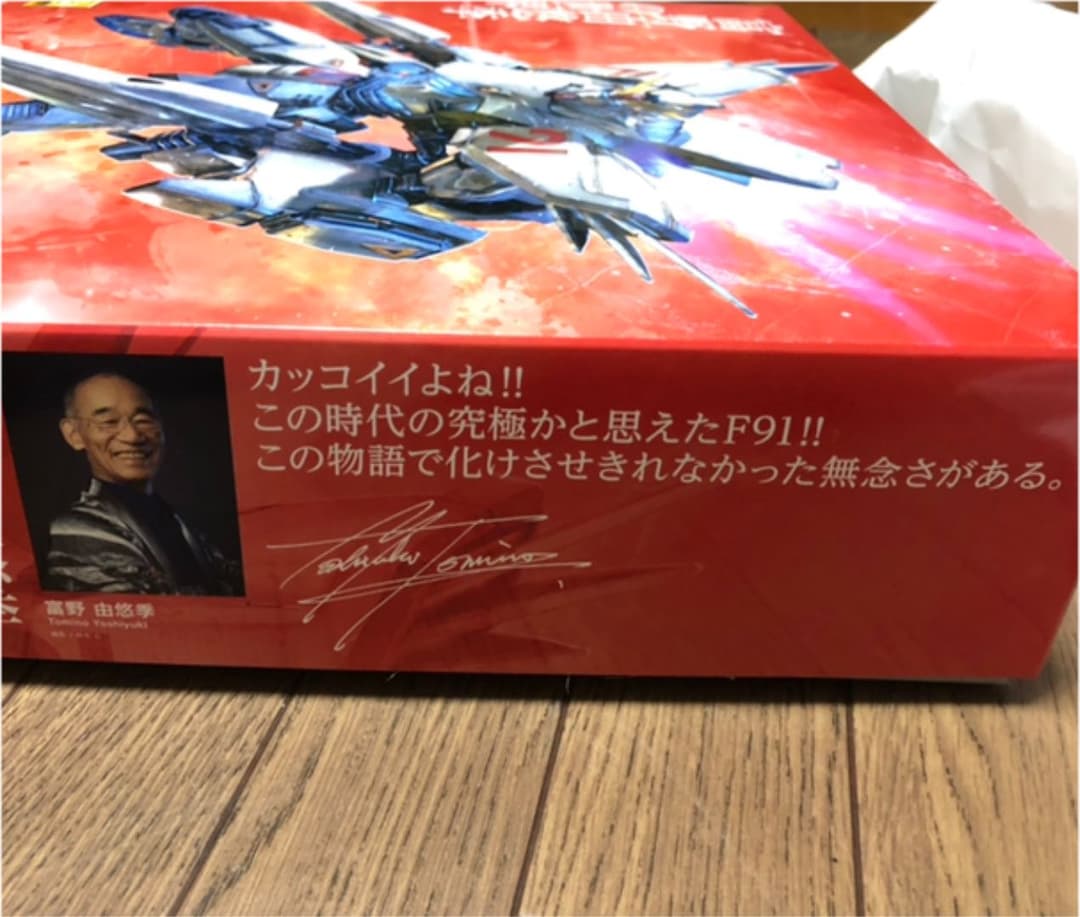 カッコイイよね!!
この時代の究極かと思えたF91!!
この物語で化けさせきれなかった無念さがある。
Yoshiyuki Tomino
富野 由悠季
Tomino Yoshiyuki